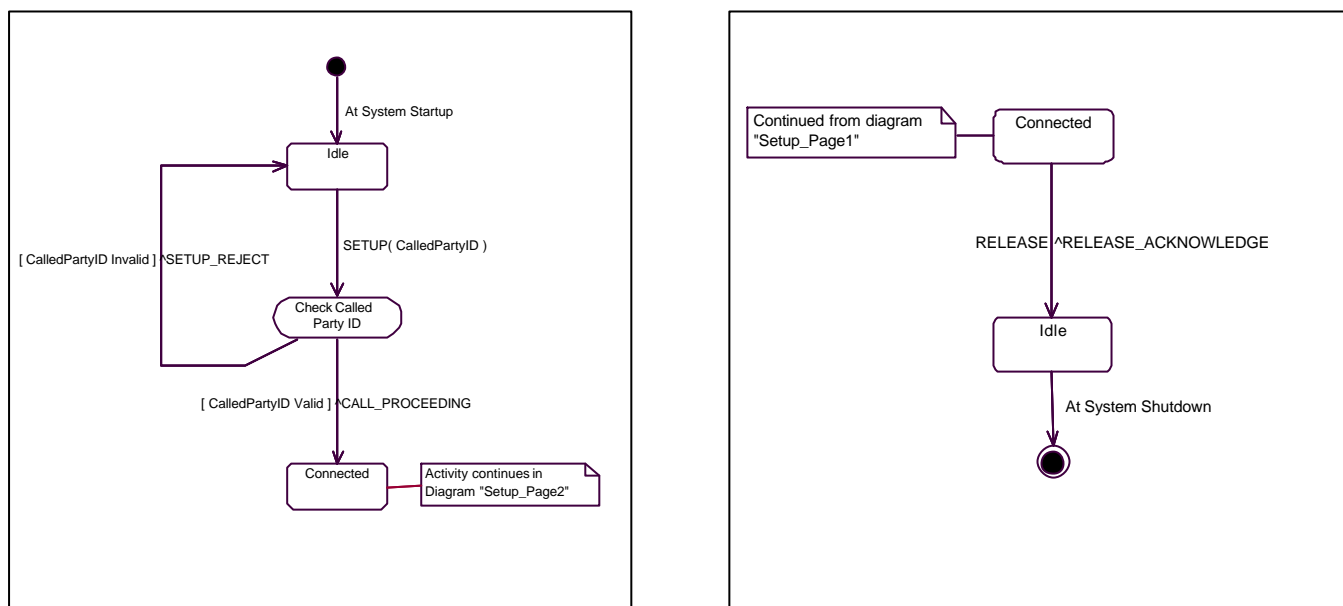 At System Startup
Idle
SETUP( CalledPartyID )
[ CalledPartyID Invalid ] ^SETUP_REJECT
Check Called
Party ID
[ CalledPartyID Valid ] ^CALL_PROCEEDING
Connected
Activity continues in
Diagram "Setup_Page2"
Continued from diagram
"Setup_Page1"
Connected
RELEASE ^RELEASE_ACKNOWLEDGE
Idle
At System Shutdown